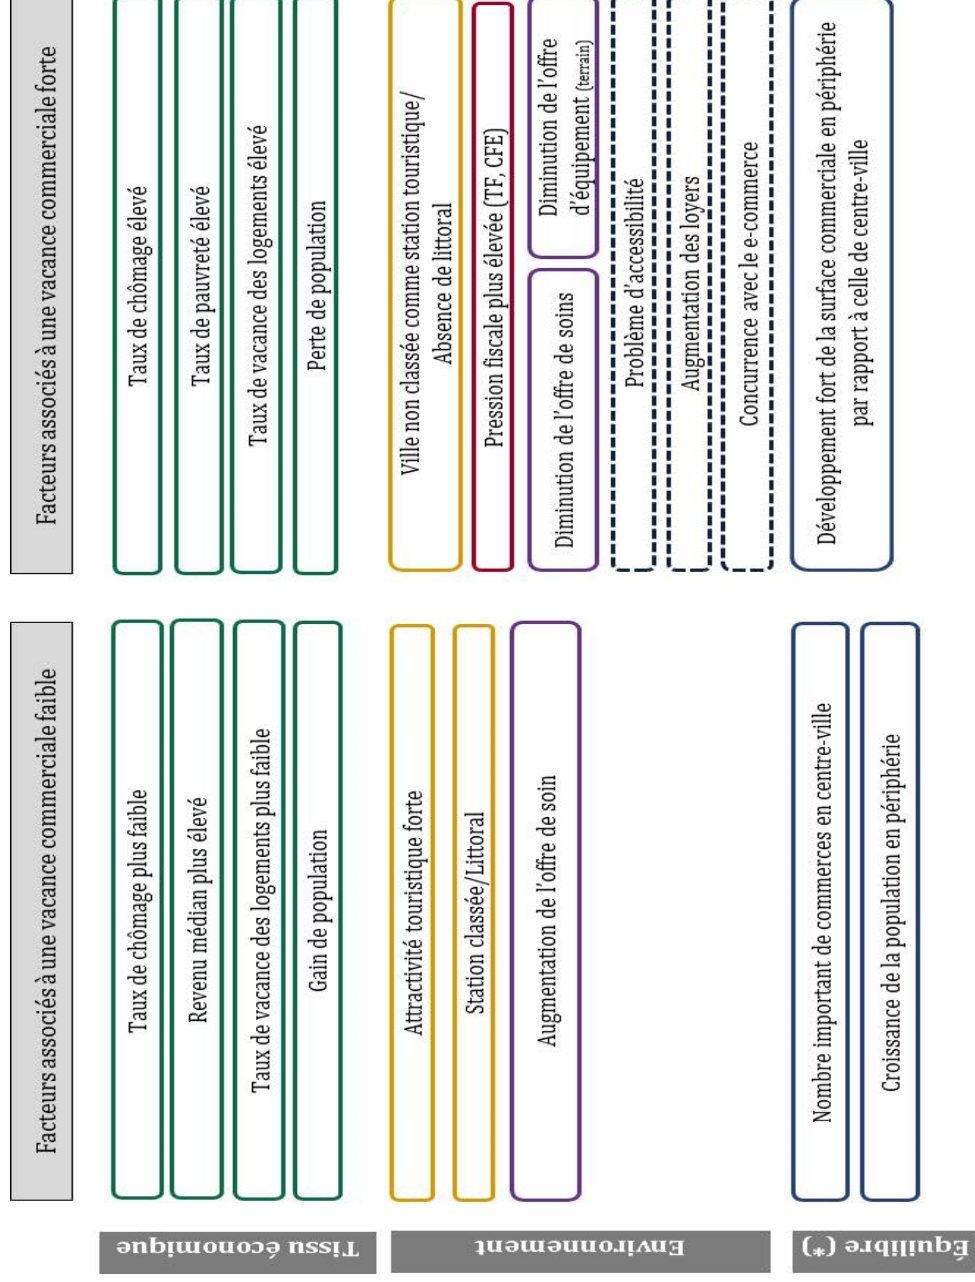 Facteurs associés à une vacance commerciale faible
Facteurs associés à une vacance commerciale forte
Tissu économique
Taux de chômage plus faible
Taux de chômage élevé
Revenu médian plus élevé
Taux de pauvreté élevé
Taux de vacance des logements plus faible
Taux de vacance des logements élevé
Gain de population
Perte de population
Environnement
Attractivité touristique forte
Ville non classée comme station touristique/
Absence de littoral
Station classée/Littoral
Pression fiscale plus élevée (TF, CFE)
Augmentation de l'offre de soin
Diminution de l'offre de soins
Diminution de l'offre
d'équipement (terrain)
Problème d'accessibilité
Augmentation des loyers
Concurrence avec le e-commerce
Équilibre (*)
Nombre important de commerces en centre-ville
Développement fort de la surface commerciale en périphérie
par rapport à celle de centre-ville
Croissance de la population en périphérie